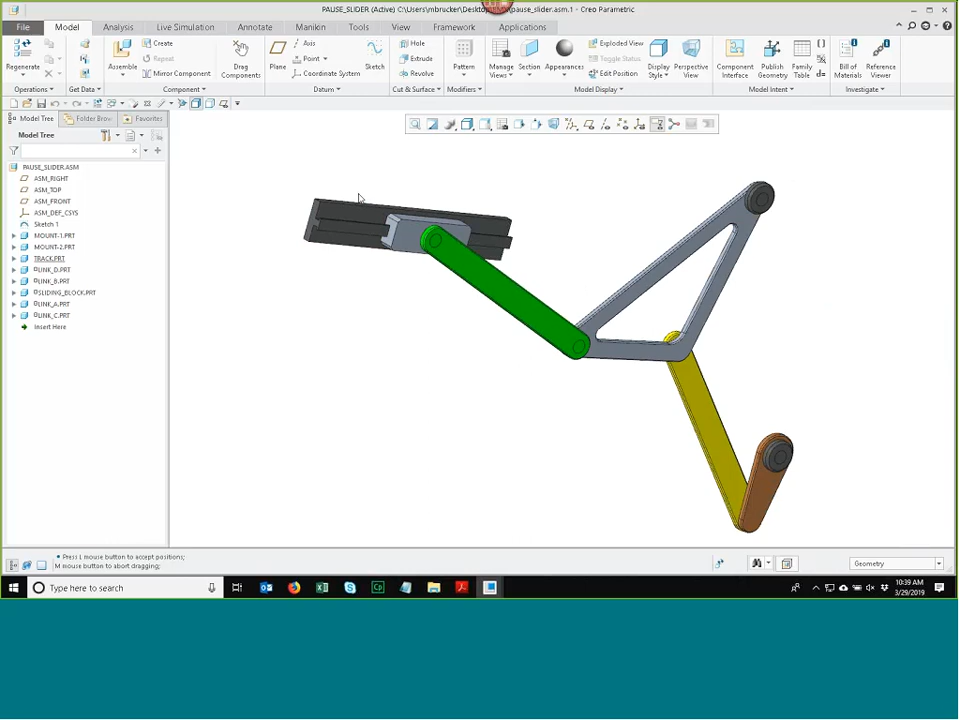 PAUSE_SLIDER (Active) C:\Users\mbrucker\Desktop\ pause_slider.asm.1 - Creo Parametric
File Model Analysis Live Simulation Annotate Manikin Tools View Framework Applications
Regenerate
Operations
Get Data
Assemble
Create
Repeat
Mirror Component
Drag Components
Component
Plane
Axis
Point
Coordinate System
Sketch
Datum
Hole
Extrude
Revolve
Cut & Surface
Pattern
Modifiers
Manage Views
Section
Appearances
Exploded View
Toggle Status
Edit Position
Display Style
Perspective View
Model Display
Component Interface
Publish Geometry
Family Table
Model Intent
Bill of Materials
Reference Viewer
Investigate
Model Tree Folder Brow Favorites
Model Tree
PAUSE_SLIDER.ASM
ASM_RIGHT
ASM_TOP
ASM_FRONT
ASM_DEF_CSYS
Sketch 1
MOUNT-1.PRT
MOUNT-2.PRT
TRACK.PRT
LINK_D.PRT
LINK_B.PRT
SLIDING_BLOCK.PRT
LINK_A.PRT
LINK_C.PRT
Insert Here
• Press L mouse button to accept positions;
M mouse button to abort dragging;
Geometry
Type here to search
10:39 AM
3/29/2019